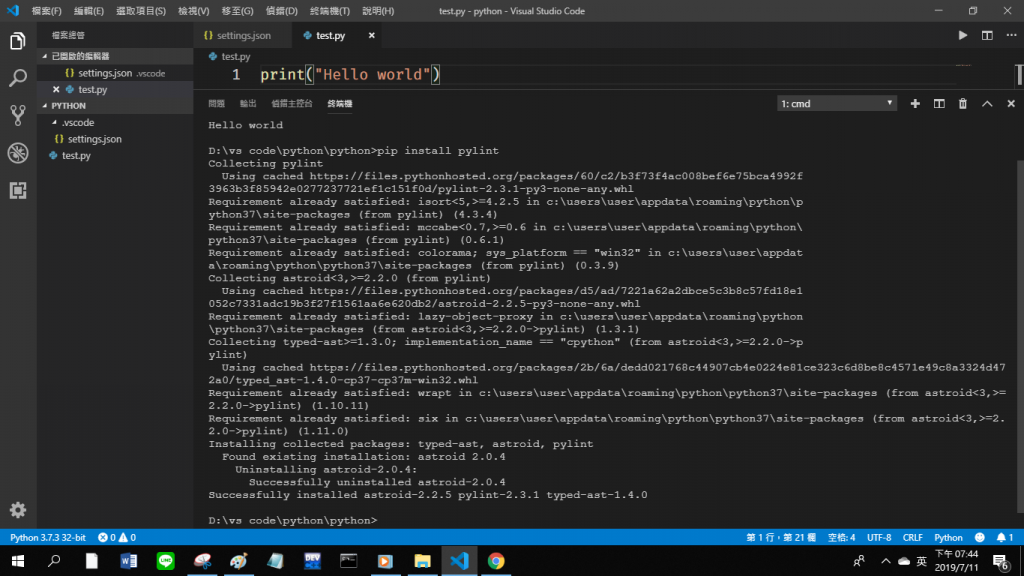 檔案(F) 編輯(E) 選取項目(S) 檢視(V) 移至(G) 偵錯(D) 終端機(T) 說明(H) test.py - python - Visual Studio Code
檔案總管
已開啟的編輯器
{} settings.json .vscode
test.py
PYTHON
.vscode
{} settings.json
test.py
{} settings.json test.py
test.py
1 print("Hello world")
問題 輸出 偵錯主控台 終端機 1: cmd
Hello world
D:\vs code\python\python>pip install pylint
Collecting pylint
Using cached https://files.pythonhosted.org/packages/60/c2/b3f73f4ac008bef6e75bca4992f
3963b3f85942e0277237721ef1c151f0d/pylint-2.3.1-py3-none-any.whl
Requirement already satisfied: isort<5,>=4.2.5 in c:\users\user\appdata\roaming\python\p
ython37\site-packages (from pylint) (4.3.4)
Requirement already satisfied: mccabe<0.7,>=0.6 in c:\users\user\appdata\roaming\python\
python37\site-packages (from pylint) (0.6.1)
Requirement already satisfied: colorama; sys_platform == "win32" in c:\users\user\appdat
a\roaming\python\python37\site-packages (from pylint) (0.3.9)
Collecting astroid<3,>=2.2.0 (from pylint)
Using cached https://files.pythonhosted.org/packages/d5/ad/7221a62a2dbce5c3b8c57fd18e1
052c7331adc19b3f27f1561aa6e620db2/astroid-2.2.5-py3-none-any.whl
Requirement already satisfied: lazy-object-proxy in c:\users\user\appdata\roaming\python
\python37\site-packages (from astroid<3,>=2.2.0->pylint) (1.3.1)
Collecting typed-ast>=1.3.0; implementation_name == "cpython" (from astroid<3,>=2.2.0->p
ylint)
Using cached https://files.pythonhosted.org/packages/2b/6a/dedd021768c44907cb4e0224e81ce323c6d8be8c4571e49c8a3324d47
2a0/typed_ast-1.4.0-cp37-cp37m-win32.whl
Requirement already satisfied: wrapt in c:\users\user\appdata\roaming\python\python37\site-packages (from astroid<3,>=
2.2.0->pylint) (1.10.11)
Requirement already satisfied: six in c:\users\user\appdata\roaming\python\python37\site-packages (from astroid<3,>=2.
2.0->pylint) (1.11.0)
Installing collected packages: typed-ast, astroid, pylint
Found existing installation: astroid 2.0.4
Uninstalling astroid-2.0.4:
Successfully uninstalled astroid-2.0.4
Successfully installed astroid-2.2.5 pylint-2.3.1 typed-ast-1.4.0
D:\vs code\python\python>
Python 3.7.3 32-bit 0 0 第 1 行，第 21 欄 空格: 4 UTF-8 CRLF Python 1
LINE DEV 英 下午 07:44
2019/7/11 6